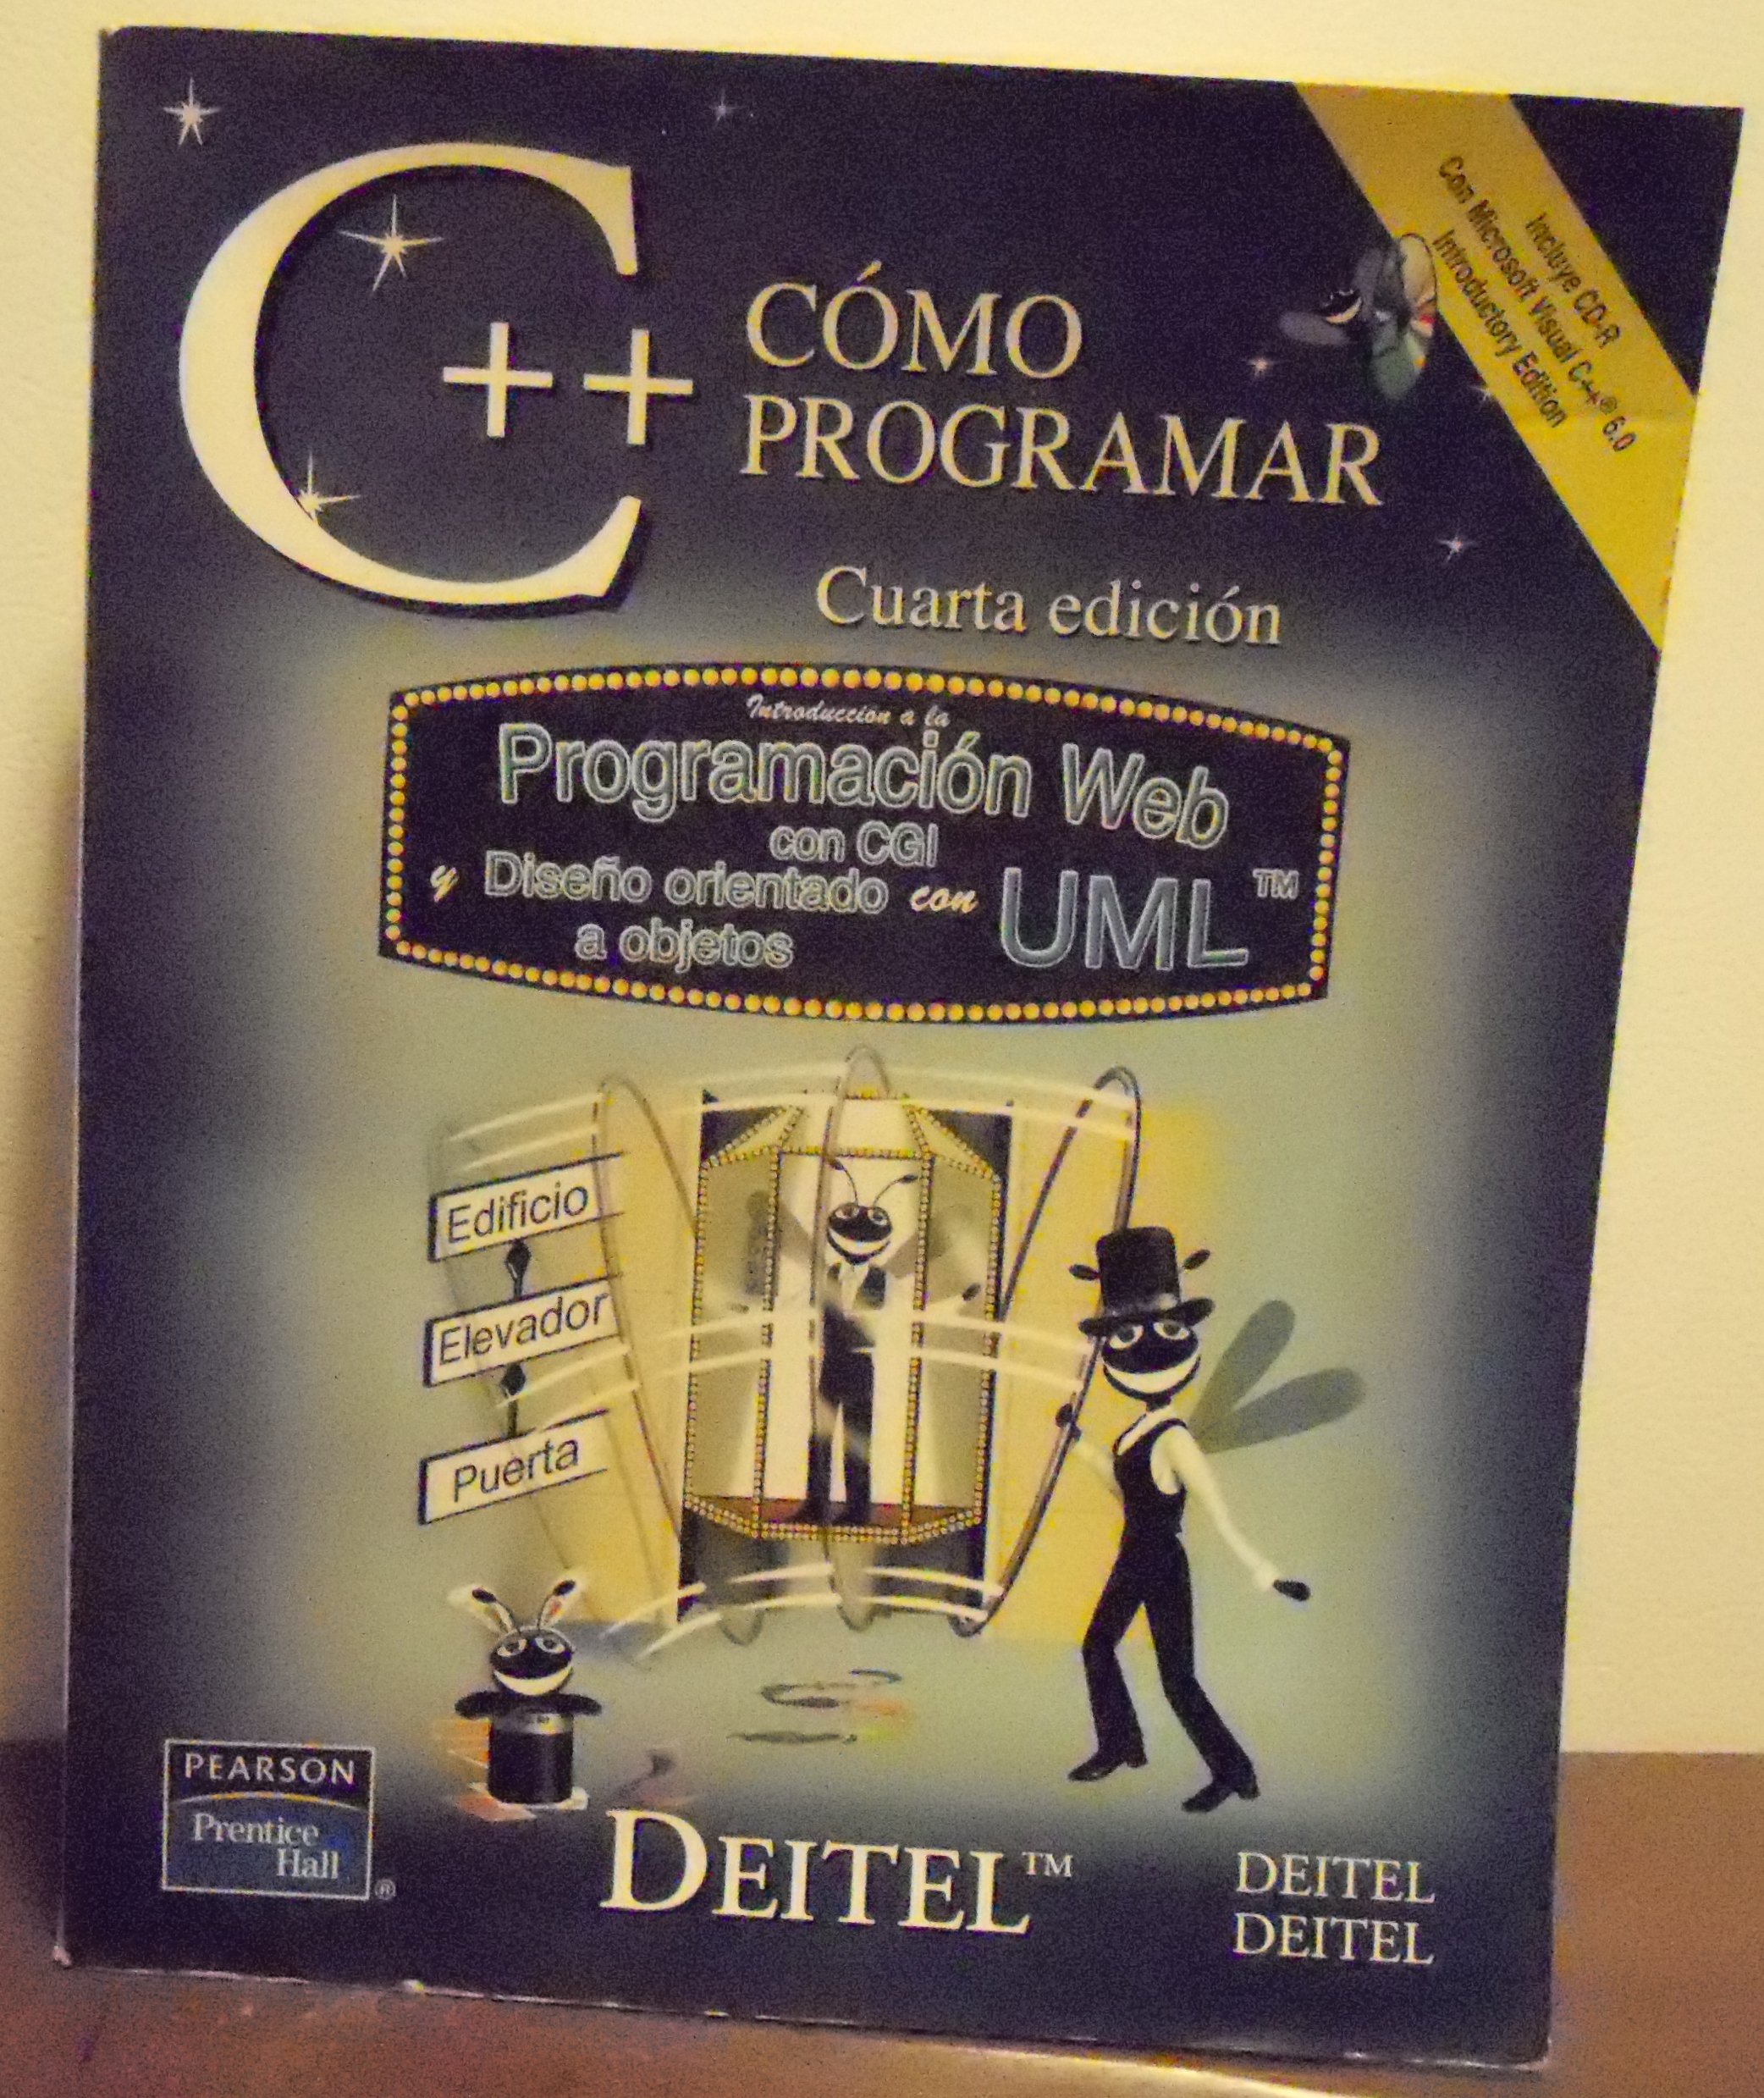 C++
CÓMO
PROGRAMAR
Cuarta edición
Incluye CD-R
Con Microsoft Visual C++® 6.0
Introductory Edition
Introducción a la
Programación Web
con CGI
y Diseño orientado con UML™
a objetos
Edificio
Elevador
Puerta
PEARSON
Prentice
Hall
®
DEITEL™
DEITEL
DEITEL